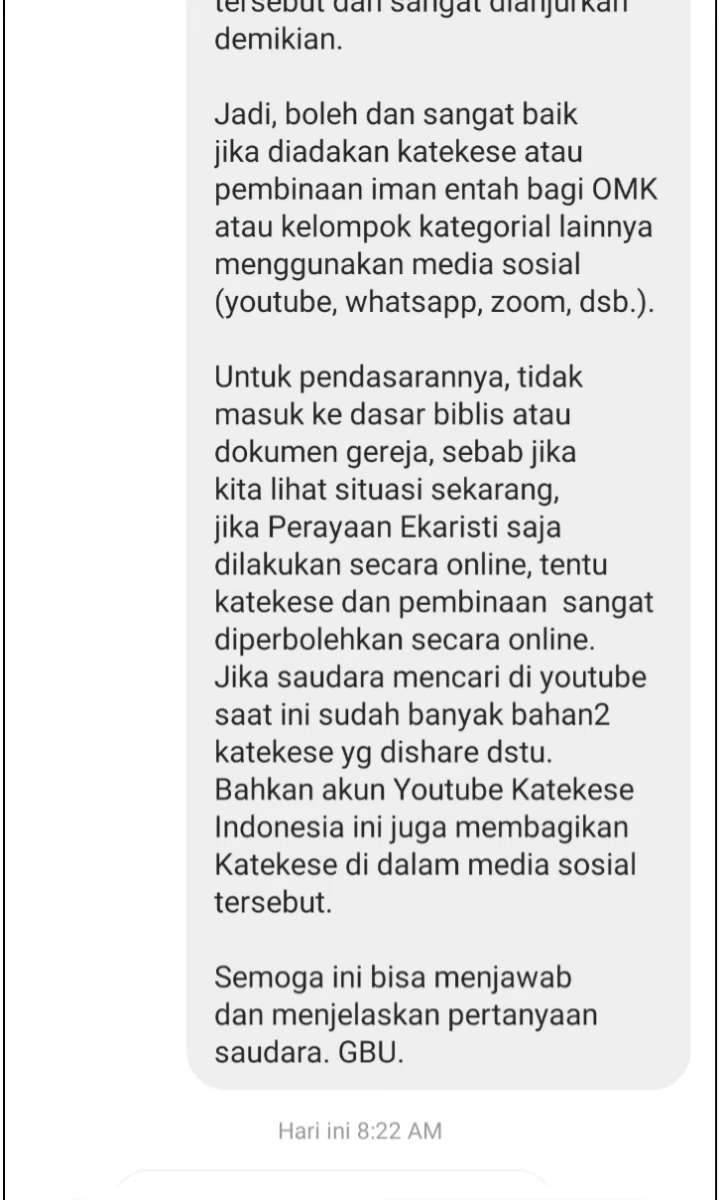 tersebut dan sangat dianjurkan
demikian.
Jadi, boleh dan sangat baik
jika diadakan katekese atau
pembinaan iman entah bagi OMK
atau kelompok kategorial lainnya
menggunakan media sosial
(youtube, whatsapp, zoom, dsb.).
Untuk pendasarannya, tidak
masuk ke dasar biblis atau
dokumen gereja, sebab jika
kita lihat situasi sekarang,
jika Perayaan Ekaristi saja
dilakukan secara online, tentu
katekese dan pembinaan  sangat
diperbolehkan secara online.
Jika saudara mencari di youtube
saat ini sudah banyak bahan2
katekese yg dishare dstu.
Bahkan akun Youtube Katekese
Indonesia ini juga membagikan
Katekese di dalam media sosial
tersebut.
Semoga ini bisa menjawab
dan menjelaskan pertanyaan
saudara. GBU.
Hari ini 8:22 AM